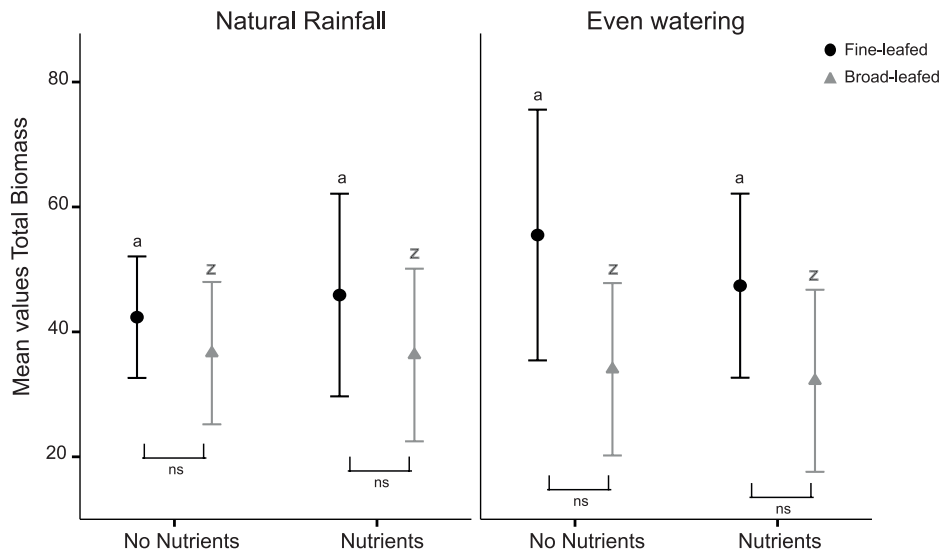 Natural Rainfall
Even watering
Fine-leafed
Broad-leafed
Mean values Total Biomass
80
60
40
20
a
z
a
z
a
z
a
z
ns
ns
ns
ns
No Nutrients
Nutrients
No Nutrients
Nutrients